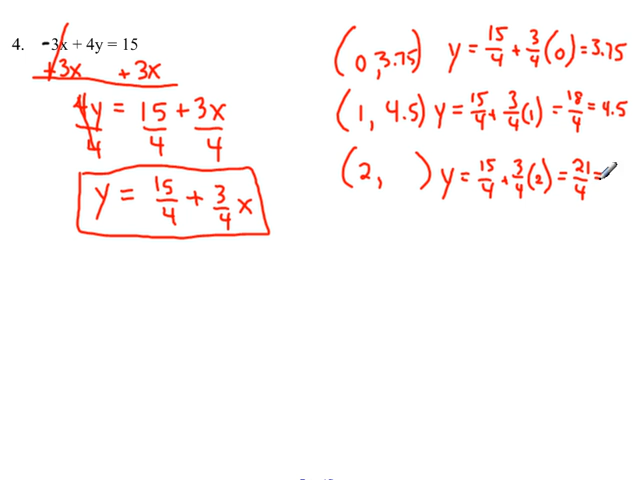 4. -3x + 4y = 15
+3x +3x
4y/4 = 15/4 + 3x/4
y = 15/4 + 3/4 x
(0, 3.75) y = 15/4 + 3/4 (0) = 3.75
(1, 4.5) y = 15/4 + 3/4 (1) = 18/4 = 4.5
(2, ) y = 15/4 + 3/4 (2) = 21/4 =